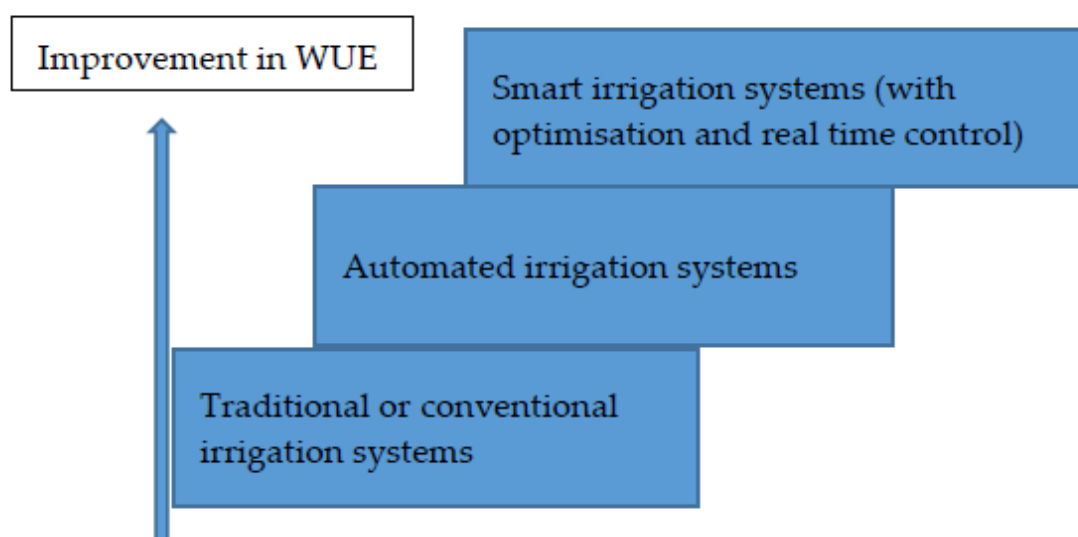 Improvement in WUE
Smart irrigation systems (with
optimisation and real time control)
Automated irrigation systems
Traditional or conventional
irrigation systems